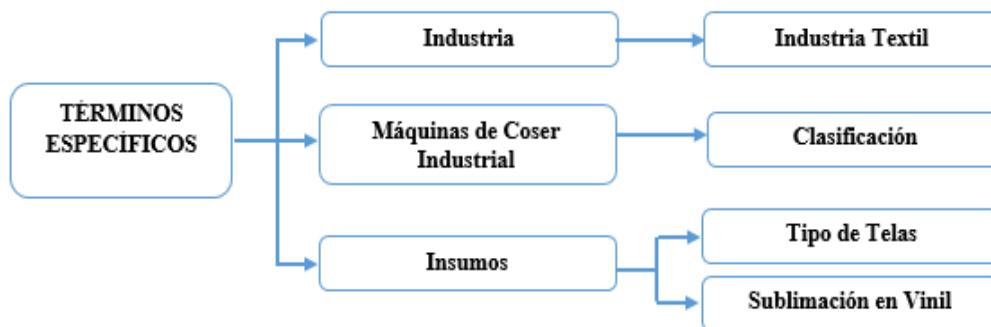 TÉRMINOS
ESPECÍFICOS
Industria
Industria Textil
Máquinas de Coser
Industrial
Clasificación
Insumos
Tipo de Telas
Sublimación en Vinil